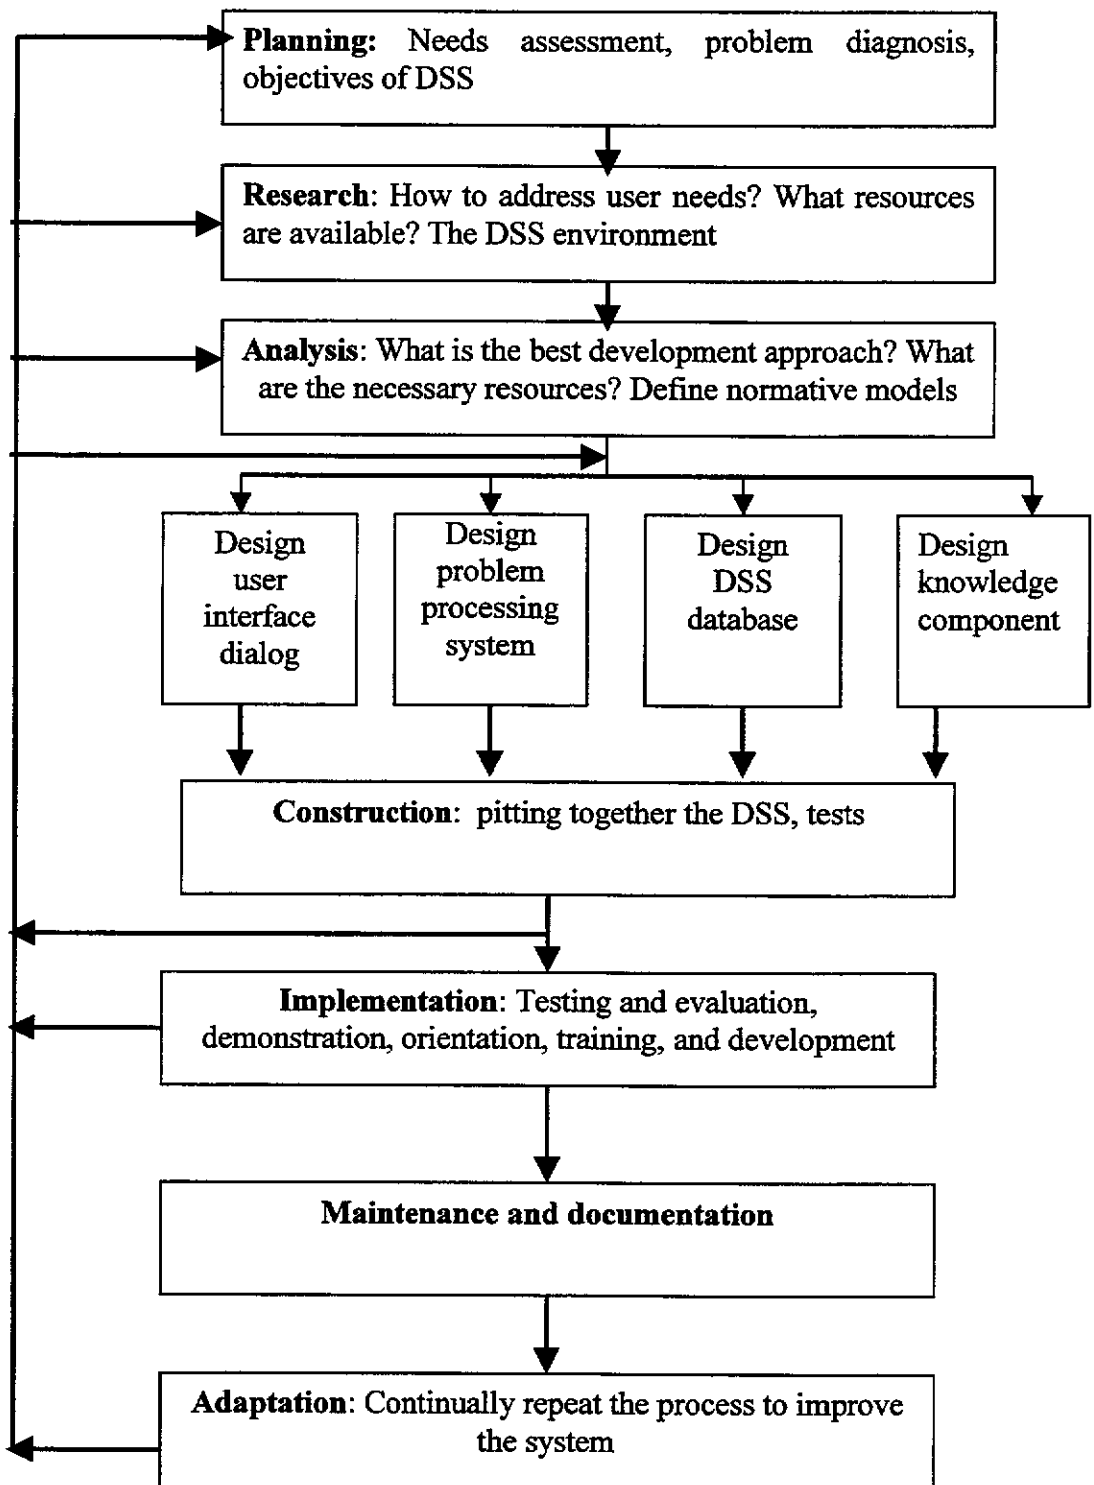 Planning: Needs assessment, problem diagnosis,
objectives of DSS
Research: How to address user needs? What resources
are available? The DSS environment
Analysis: What is the best development approach? What
are the necessary resources? Define normative models
Design
user
interface
dialog
Design
problem
processing
system
Design
DSS
database
Design
knowledge
component
Construction: pitting together the DSS, tests
Implementation: Testing and evaluation,
demonstration, orientation, training, and development
Maintenance and documentation
Adaptation: Continually repeat the process to improve
the system